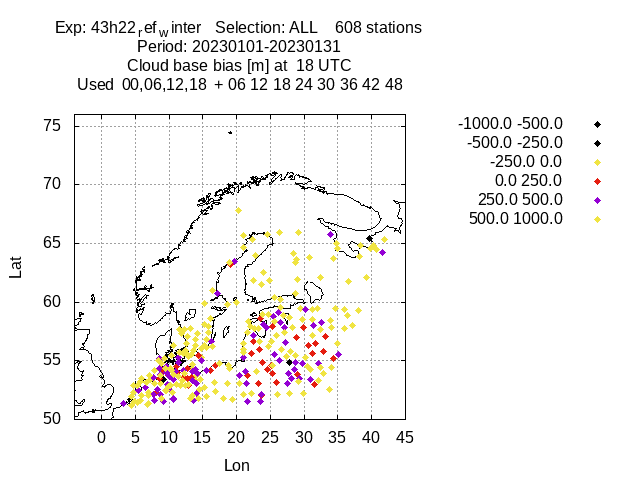 Exp: 43h22refwinter Selection: ALL 608 stations
Period: 20230101-20230131
Cloud base bias [m] at 18 UTC
Used 00,06,12,18 + 06 12 18 24 30 36 42 48
-1000.0 -500.0
-500.0 -250.0
-250.0 0.0
0.0 250.0
250.0 500.0
500.0 1000.0
75
70
65
60
55
50
Lat
0 5 10 15 20 25 30 35 40 45
Lon